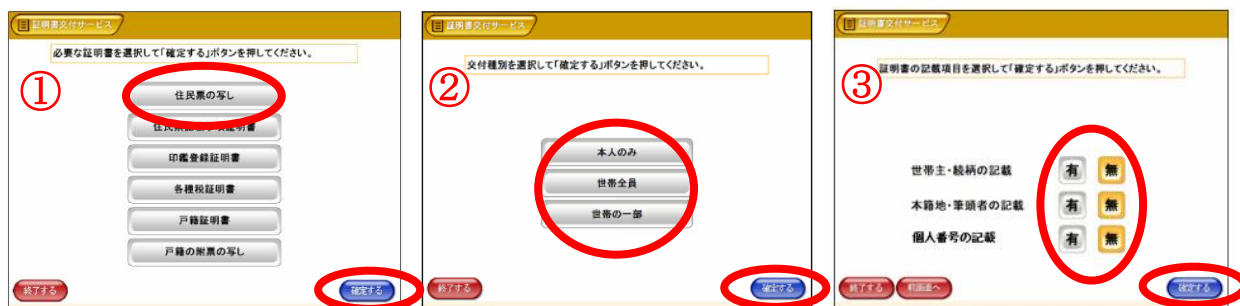 証明書交付サービス
必要な証明書を選択して「確定する」ボタンを押してください。
①
住民票の写し
住民票記載事項証明書
印鑑登録証明書
各種税証明書
戸籍証明書
戸籍の附票の写し
終了する
確定する
証明書交付サービス
交付種別を選択して「確定する」ボタンを押してください。
②
本人のみ
世帯全員
世帯の一部
終了する
確定する
証明書交付サービス
証明書の記載項目を選択して「確定する」ボタンを押してください。
③
世帯主・続柄の記載 有 無
本籍地・筆頭者の記載 有 無
個人番号の記載 有 無
終了する
前画面へ
確定する